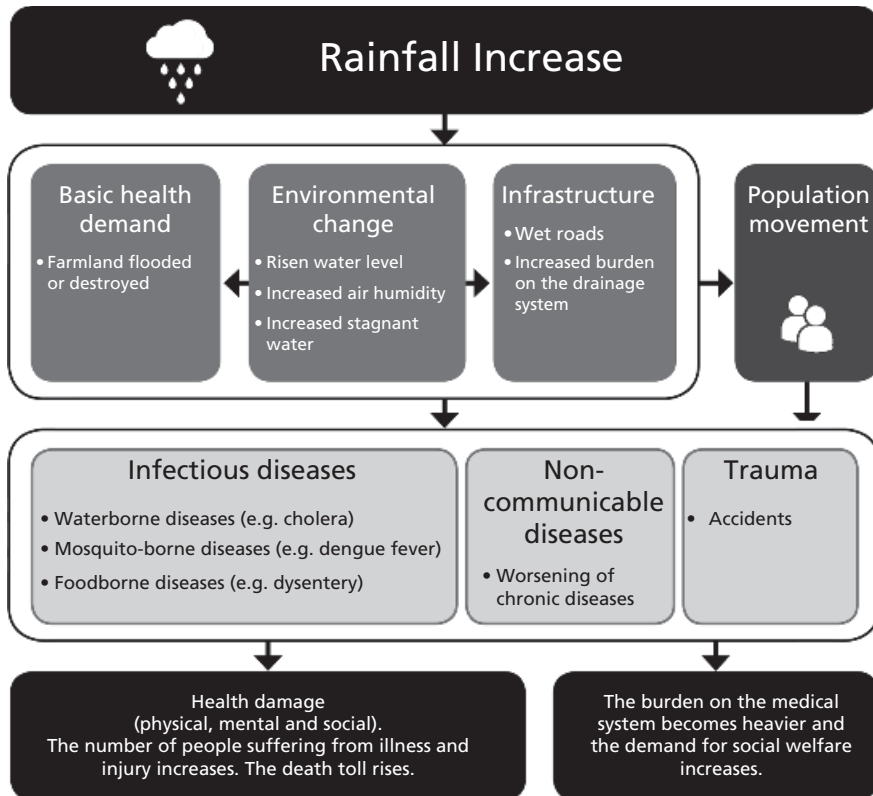 Rainfall Increase
Basic health
demand
• Farmland flooded
or destroyed
Environmental
change
• Risen water level
• Increased air humidity
• Increased stagnant
water
Infrastructure
• Wet roads
• Increased burden
on the drainage
system
Population
movement
Infectious diseases
• Waterborne diseases (e.g. cholera)
• Mosquito-borne diseases (e.g. dengue fever)
• Foodborne diseases (e.g. dysentery)
Non-
communicable
diseases
• Worsening of
chronic diseases
Trauma
• Accidents
Health damage
(physical, mental and social).
The number of people suffering from illness and
injury increases. The death toll rises.
The burden on the medical
system becomes heavier and
the demand for social welfare
increases.